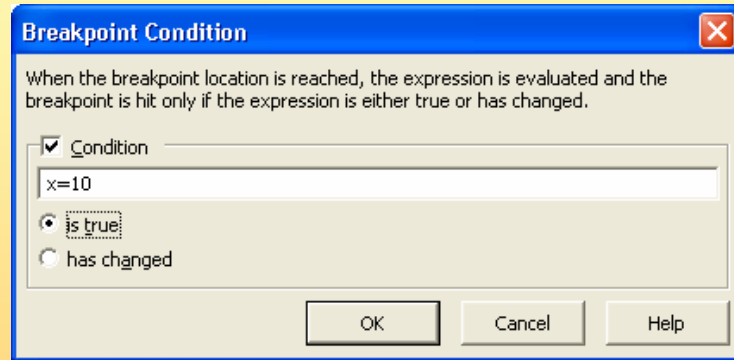 Breakpoint Condition
When the breakpoint location is reached, the expression is evaluated and the
breakpoint is hit only if the expression is either true or has changed.
Condition
x=10
is true
has changed
OK Cancel Help